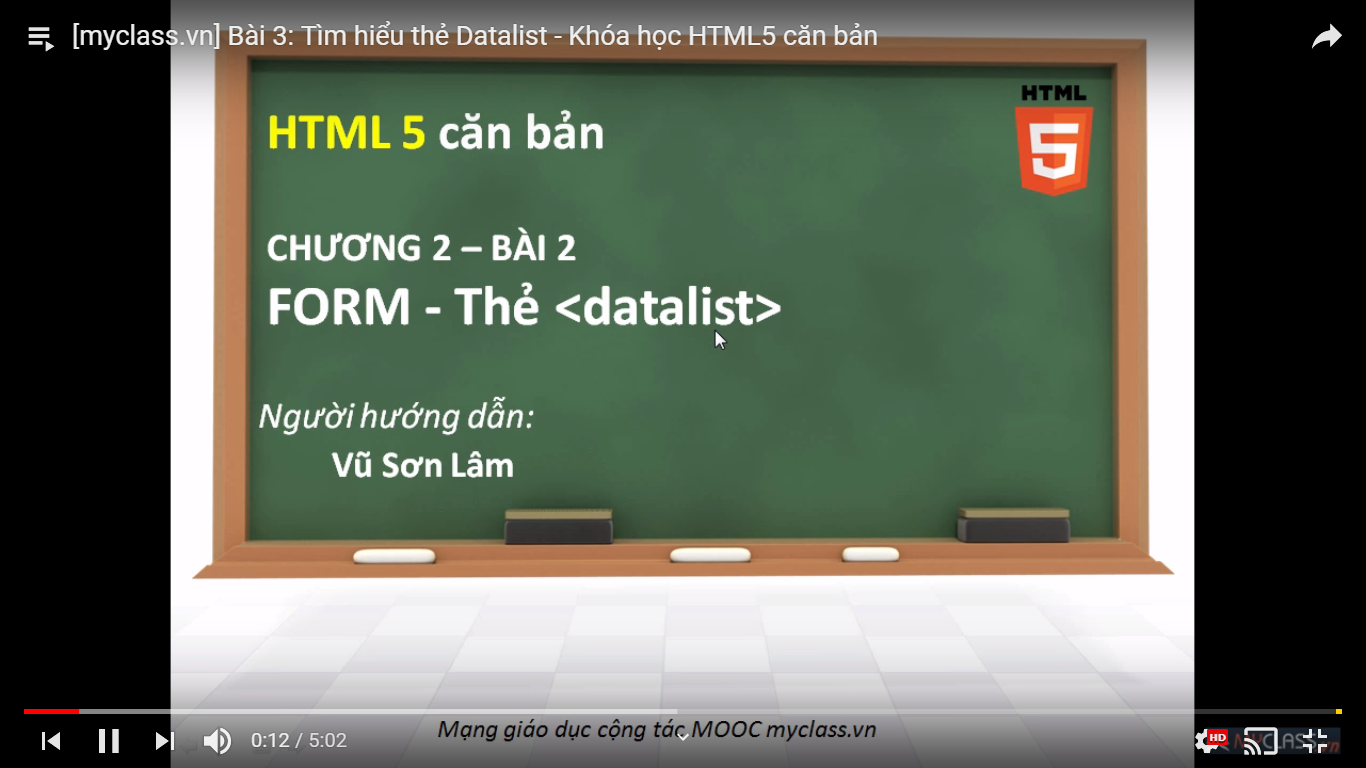 [myclass.vn] Bài 3: Tìm hiểu thẻ Datalist - Khóa học HTML5 căn bản
HTML
5
HTML 5 căn bản
CHƯƠNG 2 – BÀI 2
FORM - Thẻ <datalist>
Người hướng dẫn:
Vũ Sơn Lâm
Mạng giáo dục cộng tác MOOC myclass.vn
0:12 / 5:02
HD